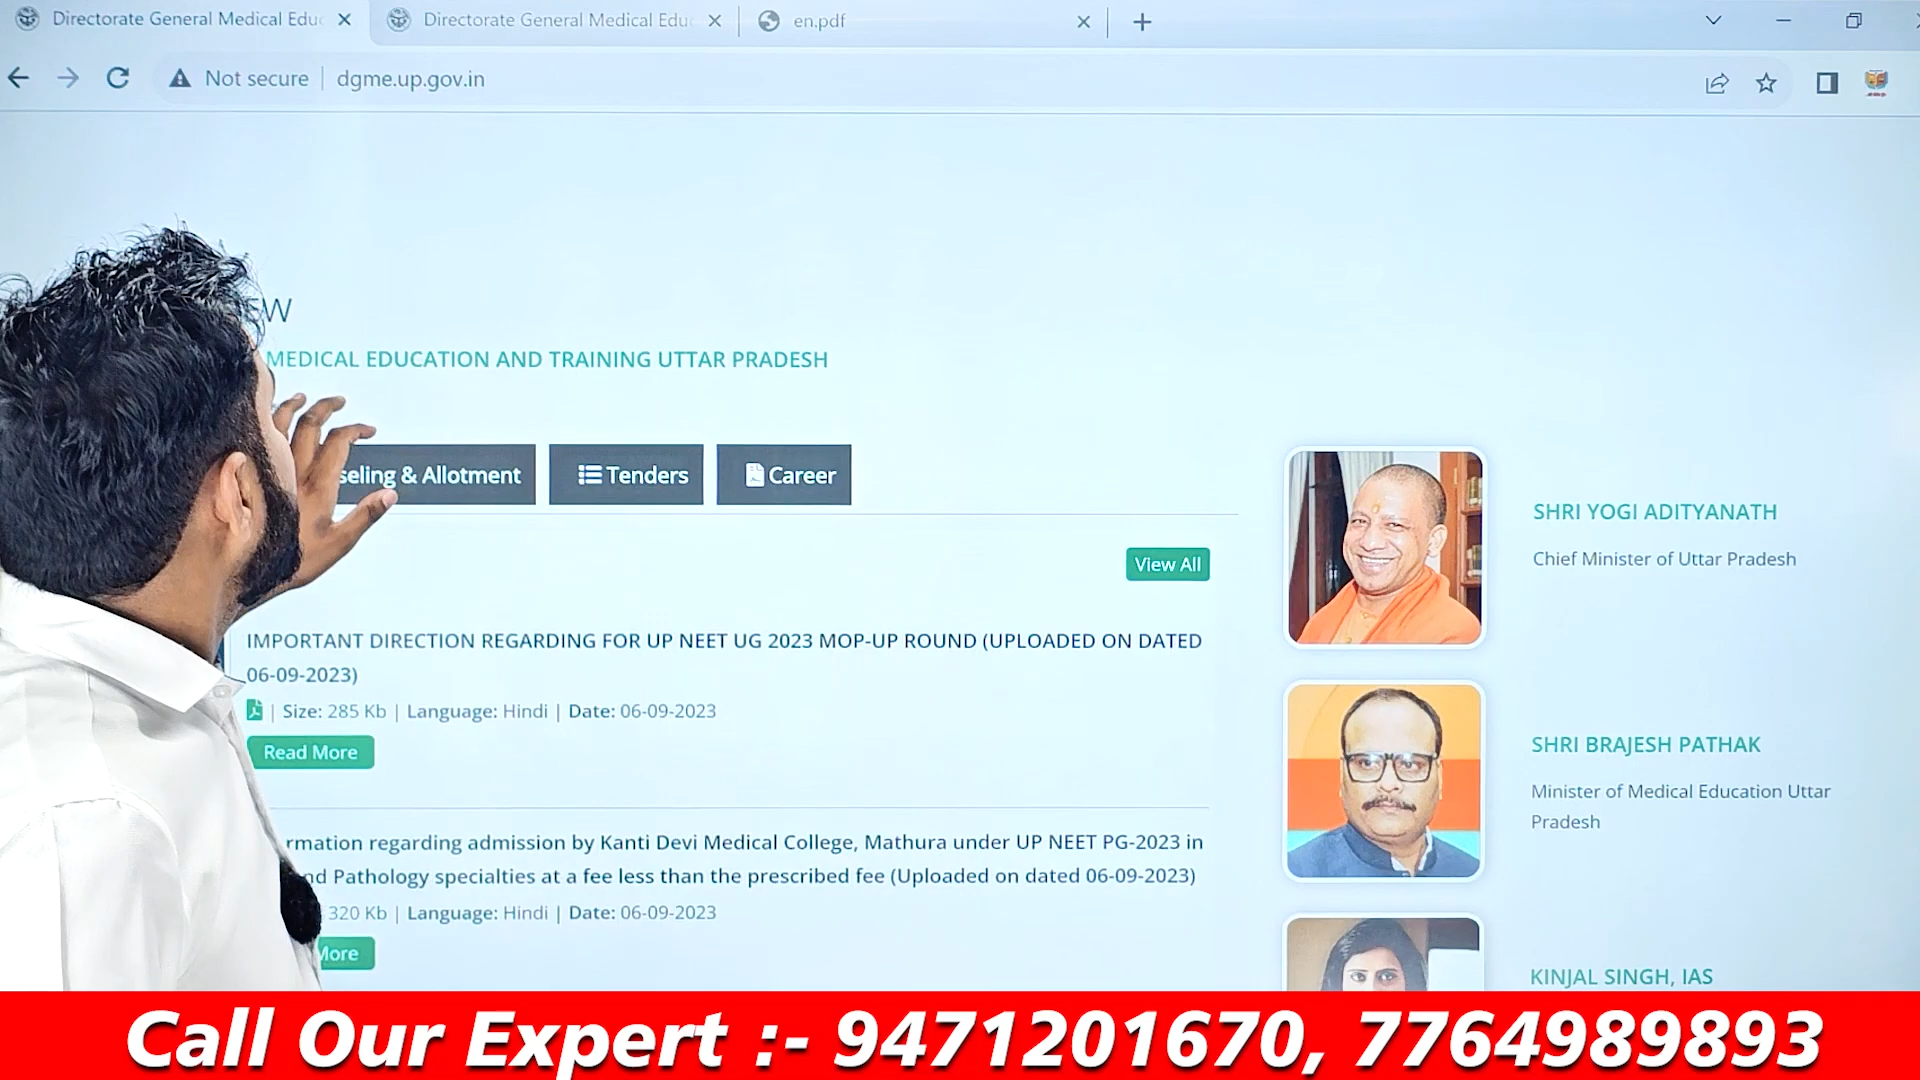 Directorate General Medical Edu
Directorate General Medical Edu
en.pdf
Not secure
dgme.up.gov.in
EW
MEDICAL EDUCATION AND TRAINING UTTAR PRADESH
seling & Allotment
Tenders
Career
View All
IMPORTANT DIRECTION REGARDING FOR UP NEET UG 2023 MOP-UP ROUND (UPLOADED ON DATED
06-09-2023)
| Size: 285 Kb | Language: Hindi | Date: 06-09-2023
Read More
rmation regarding admission by Kanti Devi Medical College, Mathura under UP NEET PG-2023 in
nd Pathology specialties at a fee less than the prescribed fee (Uploaded on dated 06-09-2023)
320 Kb | Language: Hindi | Date: 06-09-2023
More
SHRI YOGI ADITYANATH
Chief Minister of Uttar Pradesh
SHRI BRAJESH PATHAK
Minister of Medical Education Uttar
Pradesh
KINJAL SINGH, IAS
Call Our Expert :- 9471201670, 7764989893